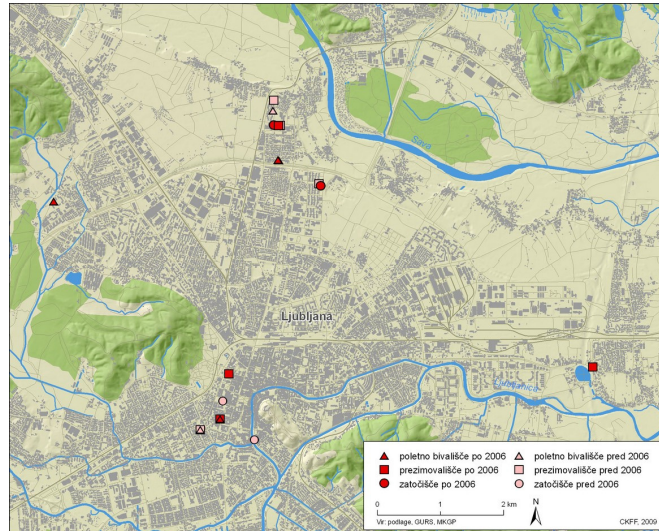 Sava
Ljubljana
Ljubljanica
poletno bivališče po 2006
poletno bivališče pred 2006
prezimovališče po 2006
prezimovališče pred 2006
zatočišče po 2006
zatočišče pred 2006
0 1 2 km
N
Vir: podlage, GURS, MKGP
CKFF, 2009